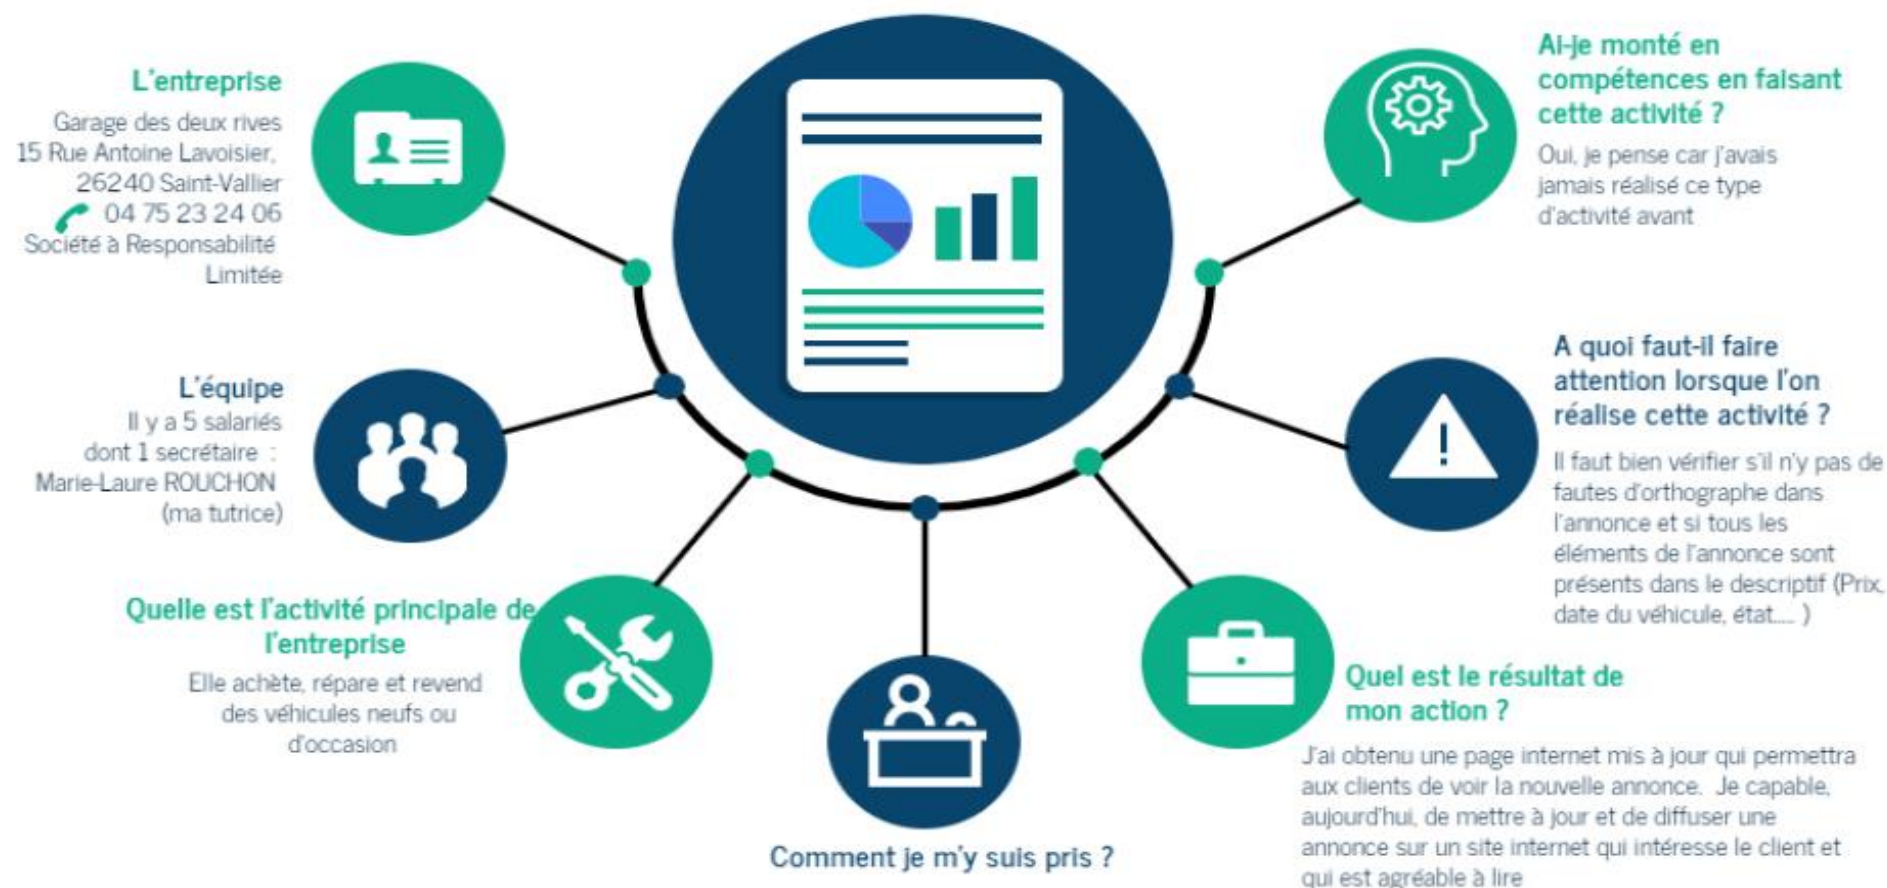 L'entreprise
Garage des deux rives
15 Rue Antoine Lavoisier,
26240 Saint-Vallier
04 75 23 24 06
Société à Responsabilité
Limitée
L'équipe
Il y a 5 salariés
dont 1 secrétaire :
Marie-Laure ROUCHON
(ma tutrice)
Quelle est l'activité principale de
l'entreprise
Elle achète, répare et revend
des véhicules neufs ou
d'occasion
Comment je m'y suis pris ?
Quel est le résultat de
mon action ?
J'ai obtenu une page internet mis à jour qui permettra
aux clients de voir la nouvelle annonce. Je capable,
aujourd'hui, de mettre à jour et de diffuser une
annonce sur un site internet qui intéresse le client et
qui est agréable à lire
A quoi faut-il faire
attention lorsque l'on
réalise cette activité ?
Il faut bien vérifier s'il n'y pas de
fautes d'orthographe dans
l'annonce et si tous les
éléments de l'annonce sont
présents dans le descriptif (Prix,
date du véhicule, état..... )
Ai-je monté en
compétences en faisant
cette activité ?
Oui, je pense car j'avais
jamais réalisé ce type
d'activité avant